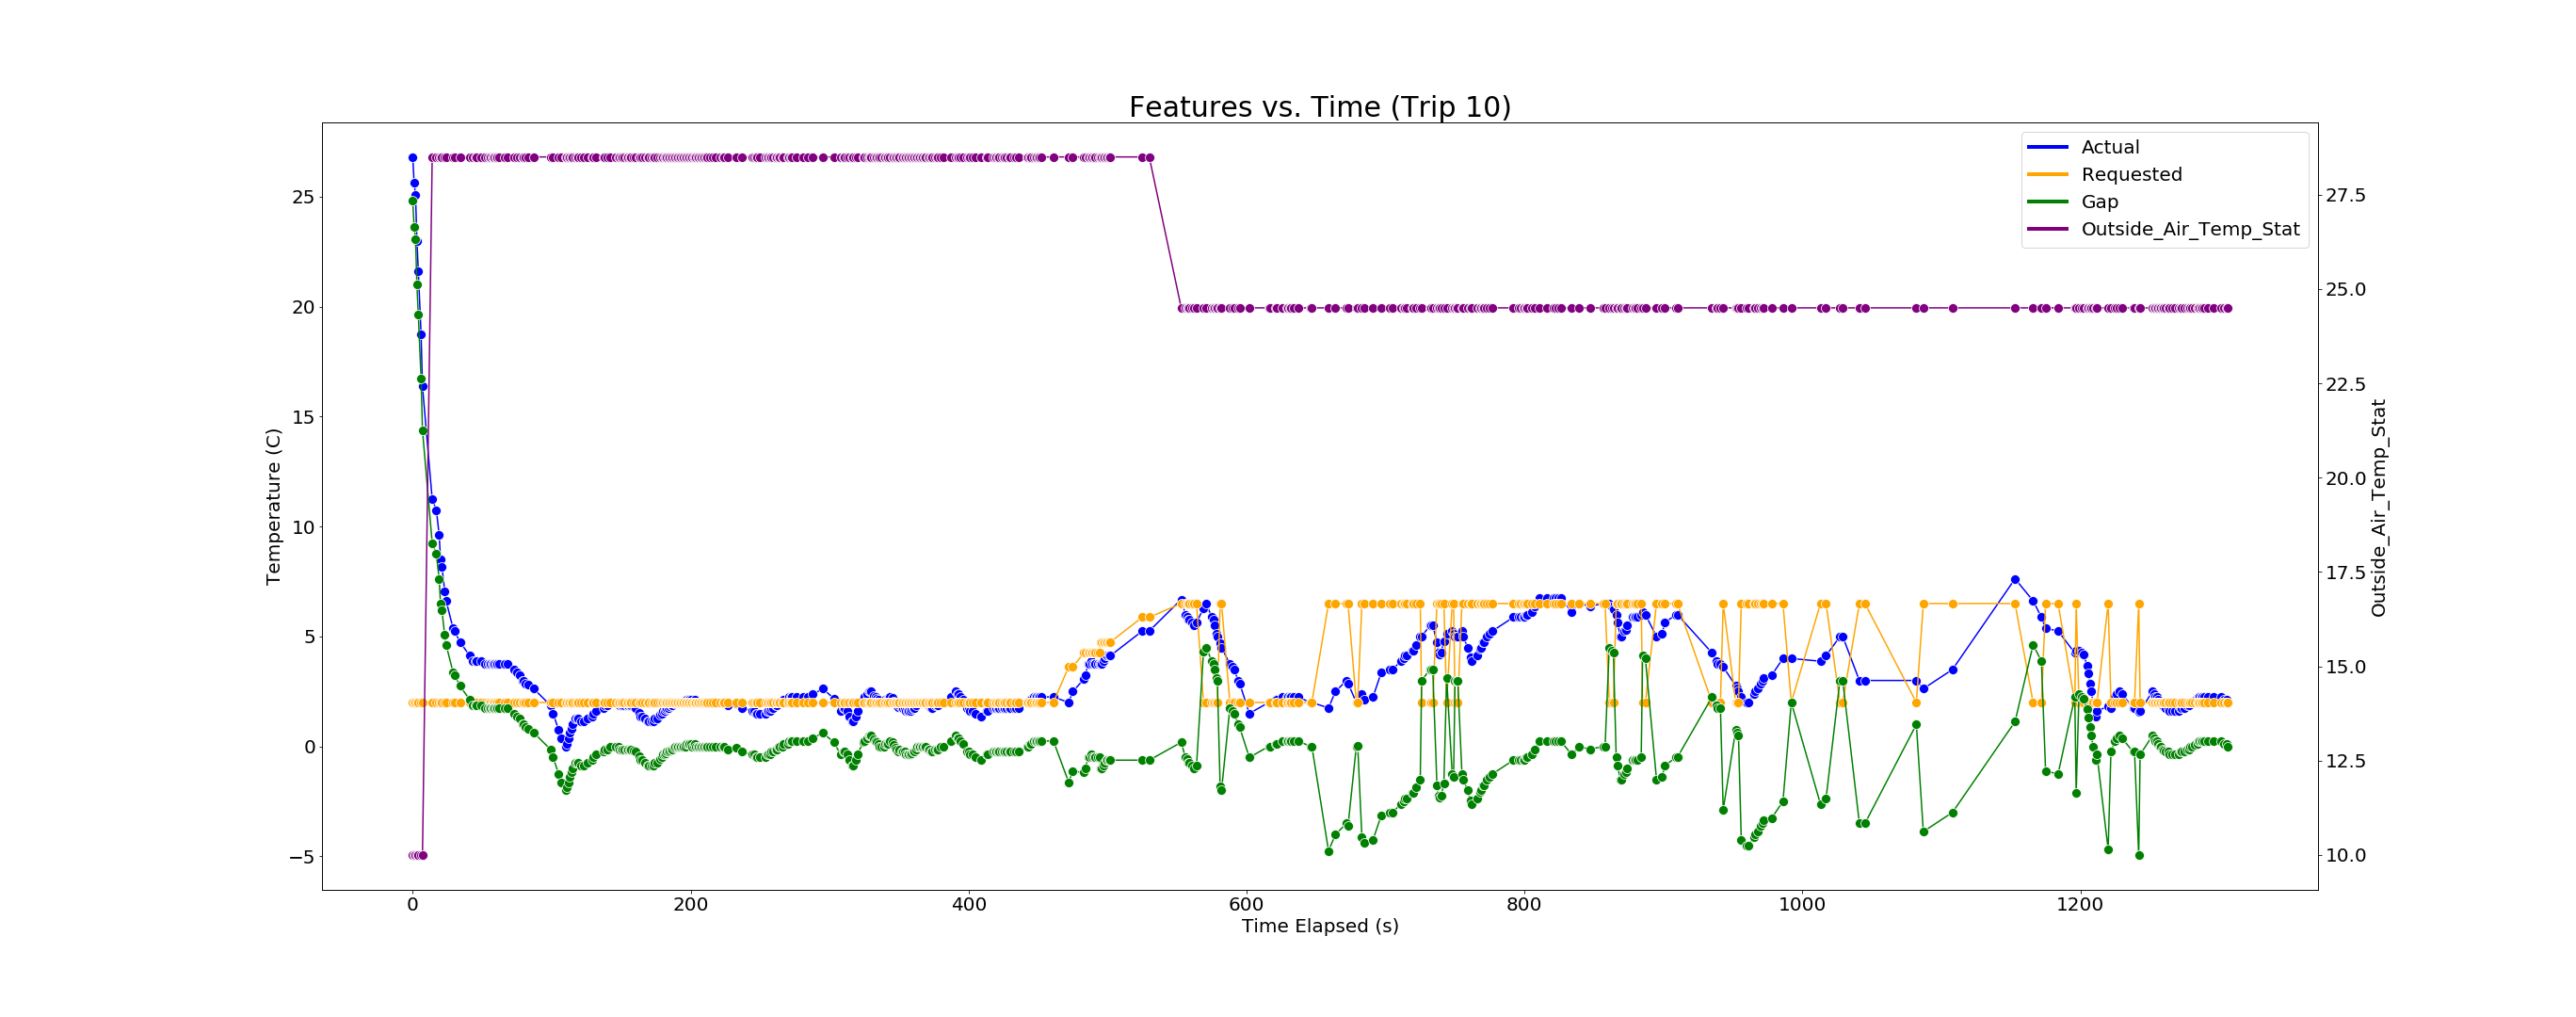 Features vs. Time (Trip 10)
Actual
Requested
Gap
Outside_Air_Temp_Stat
25
20
15
10
5
0
−5
Temperature (C)
27.5
25.0
22.5
20.0
17.5
15.0
12.5
10.0
Outside_Air_Temp_Stat
0 200 400 600 800 1000 1200
Time Elapsed (s)